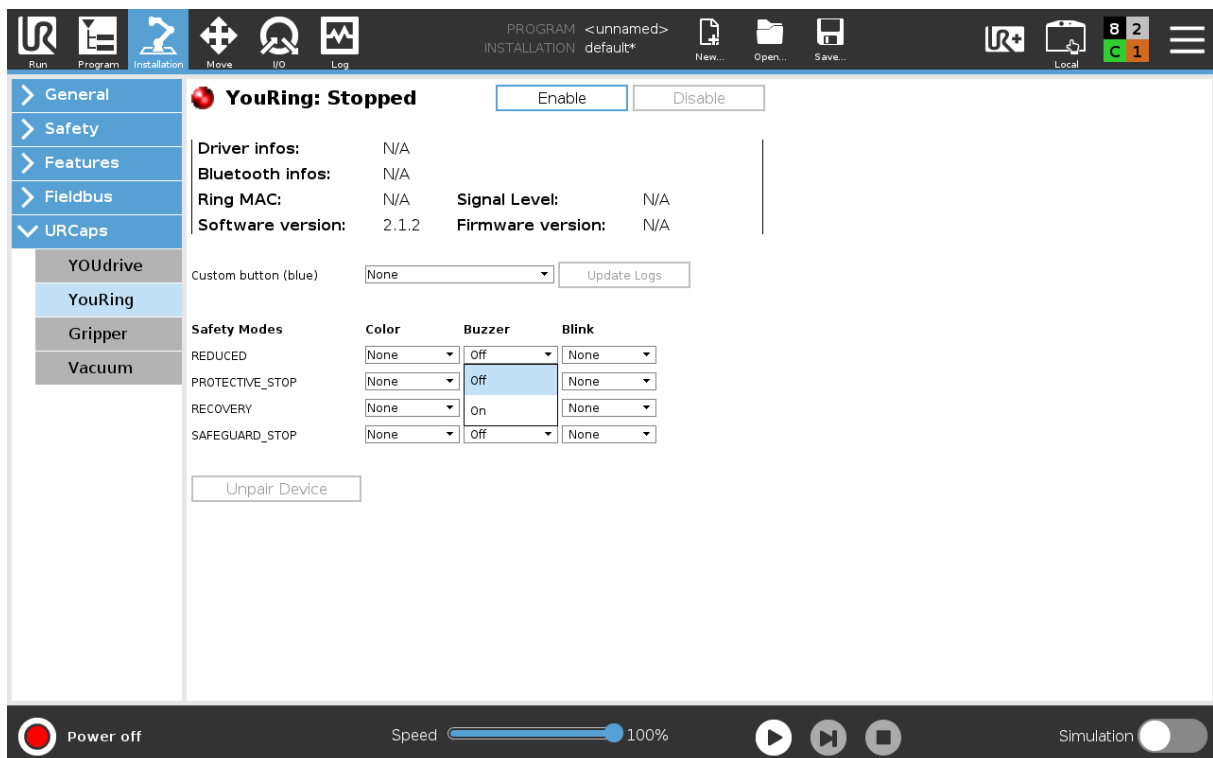 PROGRAM <unnamed>
INSTALLATION default*
UR
UR+
8 2
C 1
Run Program Installation Move I/O Log New... Open... Save... Local
General
Safety
Features
Fieldbus
URCaps
YOUdrive
YouRing
Gripper
Vacuum
YouRing: Stopped Enable Disable
Driver infos: N/A
Bluetooth infos: N/A
Ring MAC: N/A Signal Level: N/A
Software version: 2.1.2 Firmware version: N/A
Custom button (blue) None Update Logs
Safety Modes Color Buzzer Blink
REDUCED None Off None
PROTECTIVE_STOP None Off None
RECOVERY None On None
SAFEGUARD_STOP None Off None
Unpair Device
Power off Speed 100% Simulation